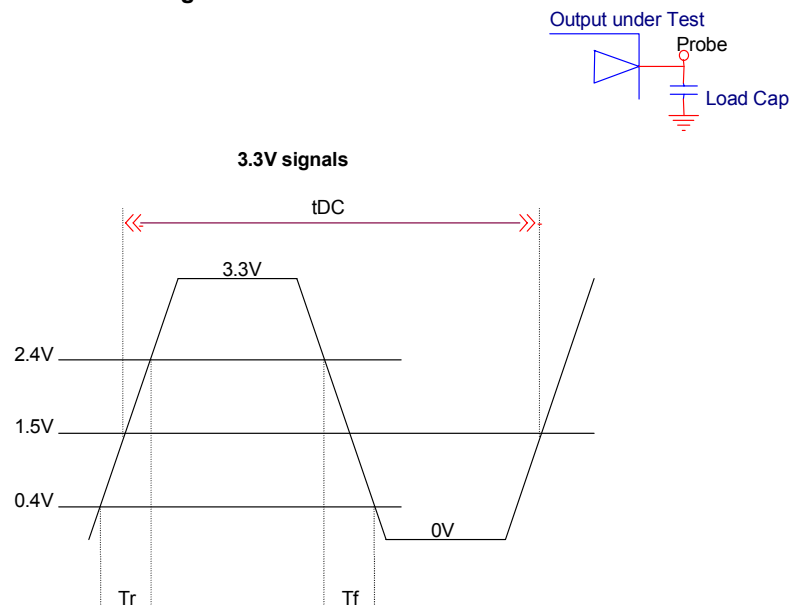 Output under Test
Probe
Load Cap
3.3V signals
tDC
3.3V
2.4V
1.5V
0.4V
0V
Tr
Tf